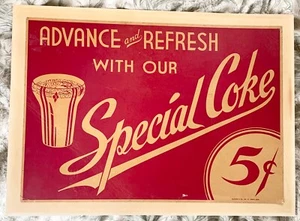 ADVANCE and REFRESH
WITH OUR
Special Coke
5¢